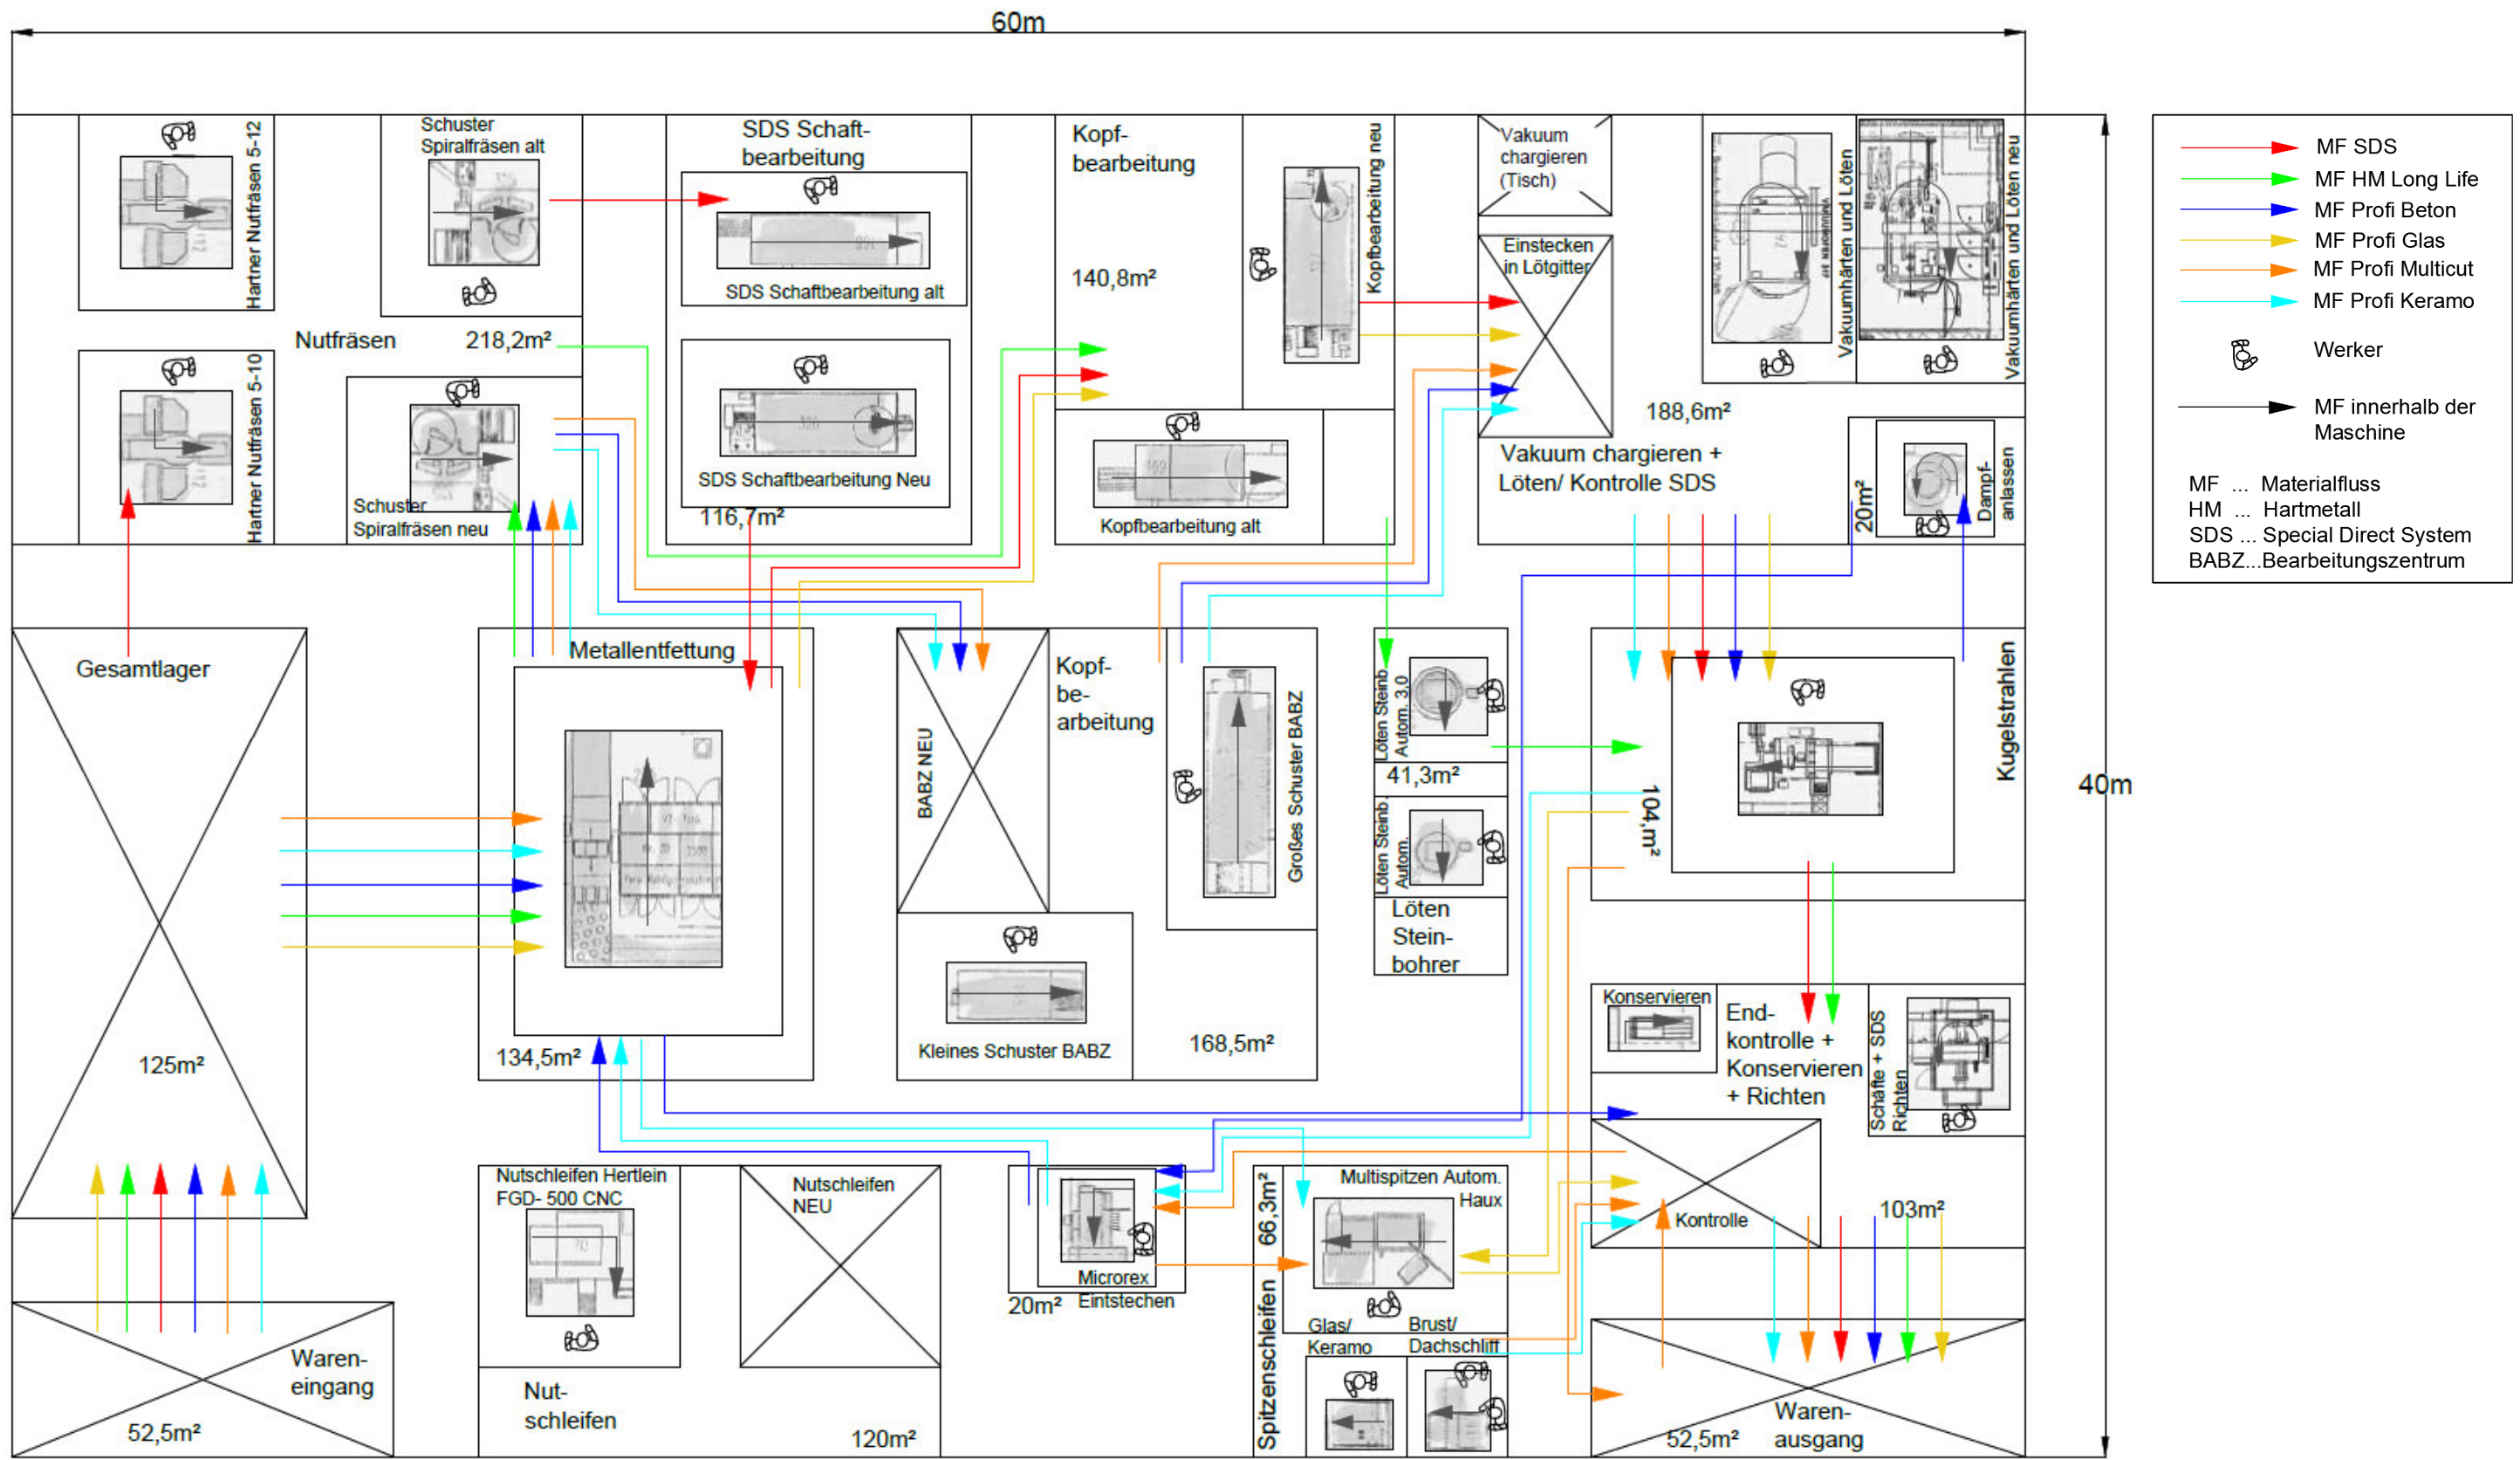 60m
Hartner Nutfräsen 5-12
Schuster
Spiralfräsen alt
Hartner Nutfräsen 5-10
Nutfräsen
218,2m²
Schuster
Spiralfräsen neu
SDS Schaft-
bearbeitung
SDS Schaftbearbeitung alt
SDS Schaftbearbeitung Neu
116,7m²
Kopf-
bearbeitung
140,8m²
Kopfbearbeitung neu
Kopfbearbeitung alt
Vakuum
chargieren
(Tisch)
Einstecken
in Lötgitter
Vakuumhärten und Löten
Vakuumhärten und Löten neu
188,6m²
Vakuum chargieren +
Löten/ Kontrolle SDS
20m²
Dampf-
anlassen
MF SDS
MF HM Long Life
MF Profi Beton
MF Profi Glas
MF Profi Multicut
MF Profi Keramo
Werker
MF innerhalb der
Maschine
MF ... Materialfluss
HM ... Hartmetall
SDS ... Special Direct System
BABZ...Bearbeitungszentrum
Gesamtlager
125m²
Metallentfettung
134,5m²
BABZ NEU
Kopf-
be-
arbeitung
Großes Schuster BABZ
Kleines Schuster BABZ
168,5m²
Löten Steinb.
Autom. 3,0
41,3m²
Löten Steinb.
Autom.
Löten
Stein-
bohrer
Kugelstrahlen
104,m²
40m
Konservieren
End-
kontrolle +
Konservieren
+ Richten
Schäfte + SDS
Richten
Kontrolle
103m²
Nutschleifen Hertlein
FGD- 500 CNC
Nutschleifen
NEU
Nut-
schleifen
120m²
Microrex
Eintstechen
20m²
Spitzenschleifen 66,3m²
Multispitzen Autom.
Haux
Glas/
Keramo
Brust/
Dachschliff
Waren-
eingang
52,5m²
Waren-
ausgang
52,5m²